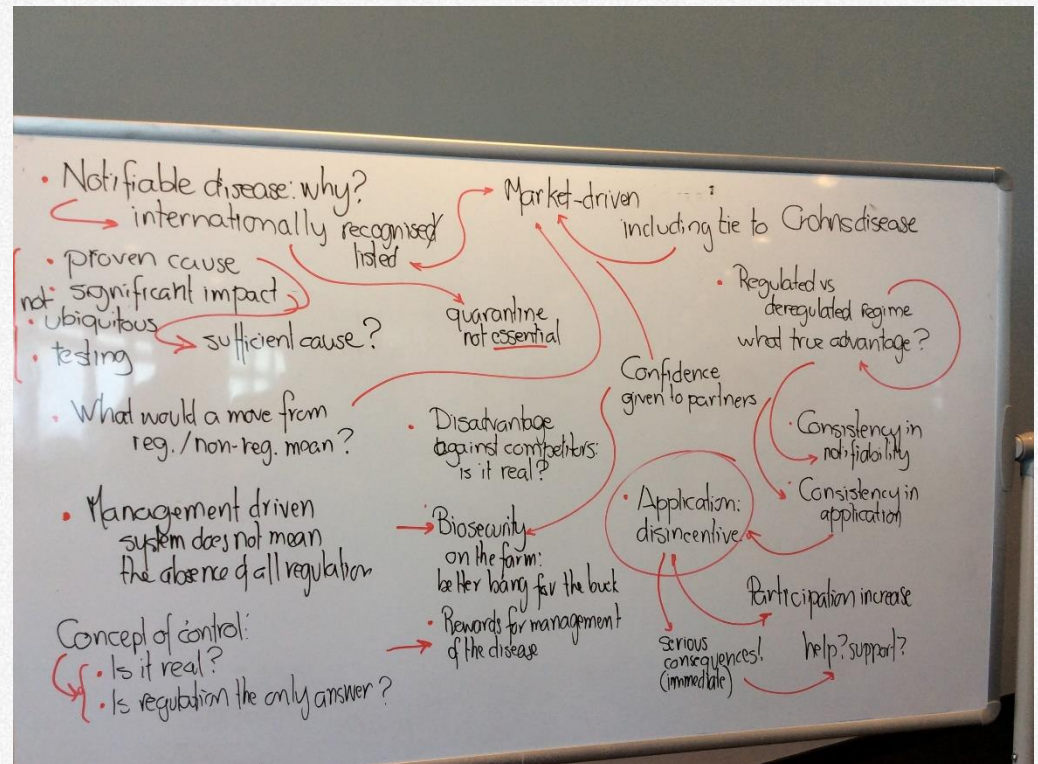 • Notifiable disease: why?
internationally recognised/
listed
• proven cause
• significant impact
not
• ubiquitous
• testing
sufficient cause?
quarantine
not essential
Market-driven
including tie to Crohns disease
• Regulated vs
deregulated regime
what true advantage?
Confidence
given to partners
• Consistency in
notifiability
• Consistency in
application
• What would a move from
reg./non-reg. mean?
• Disadvantage
against competitors:
is it real?
• Application:
disincentive
• Management driven
system does not mean
the absence of all regulation
• Biosecurity
on the farm:
better bang for the buck
• Rewards for management
of the disease
Participation increase
serious
consequences!
(immediate)
help? support?
Concept of control:
• Is it real?
• Is regulation the only answer?